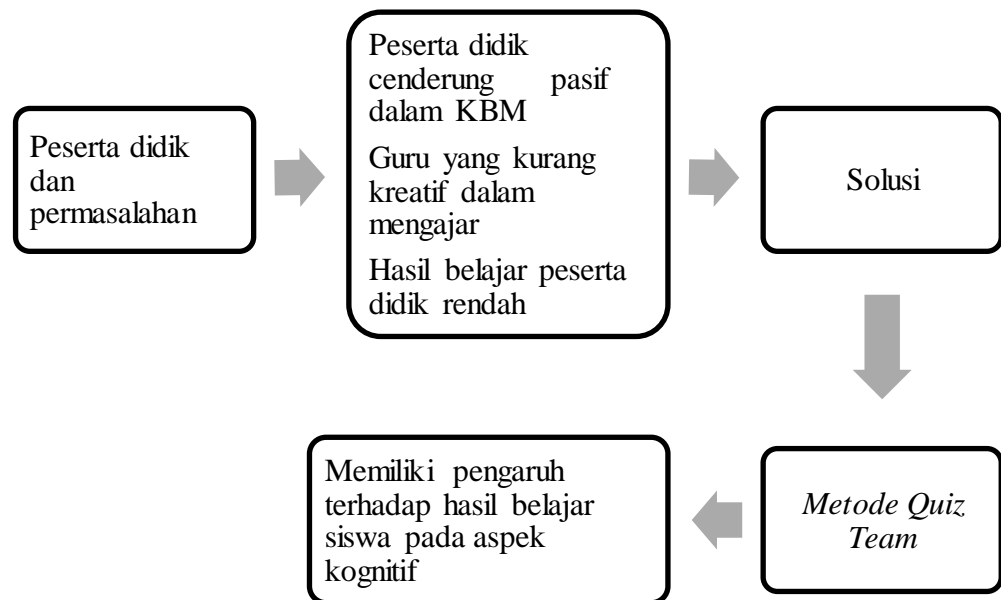 Peserta didik
dan
permasalahan
Peserta didik
cenderung pasif
dalam KBM
Guru yang kurang
kreatif dalam
mengajar
Hasil belajar peserta
didik rendah
Solusi
Metode Quiz
Team
Memiliki pengaruh
terhadap hasil belajar
siswa pada aspek
kognitif